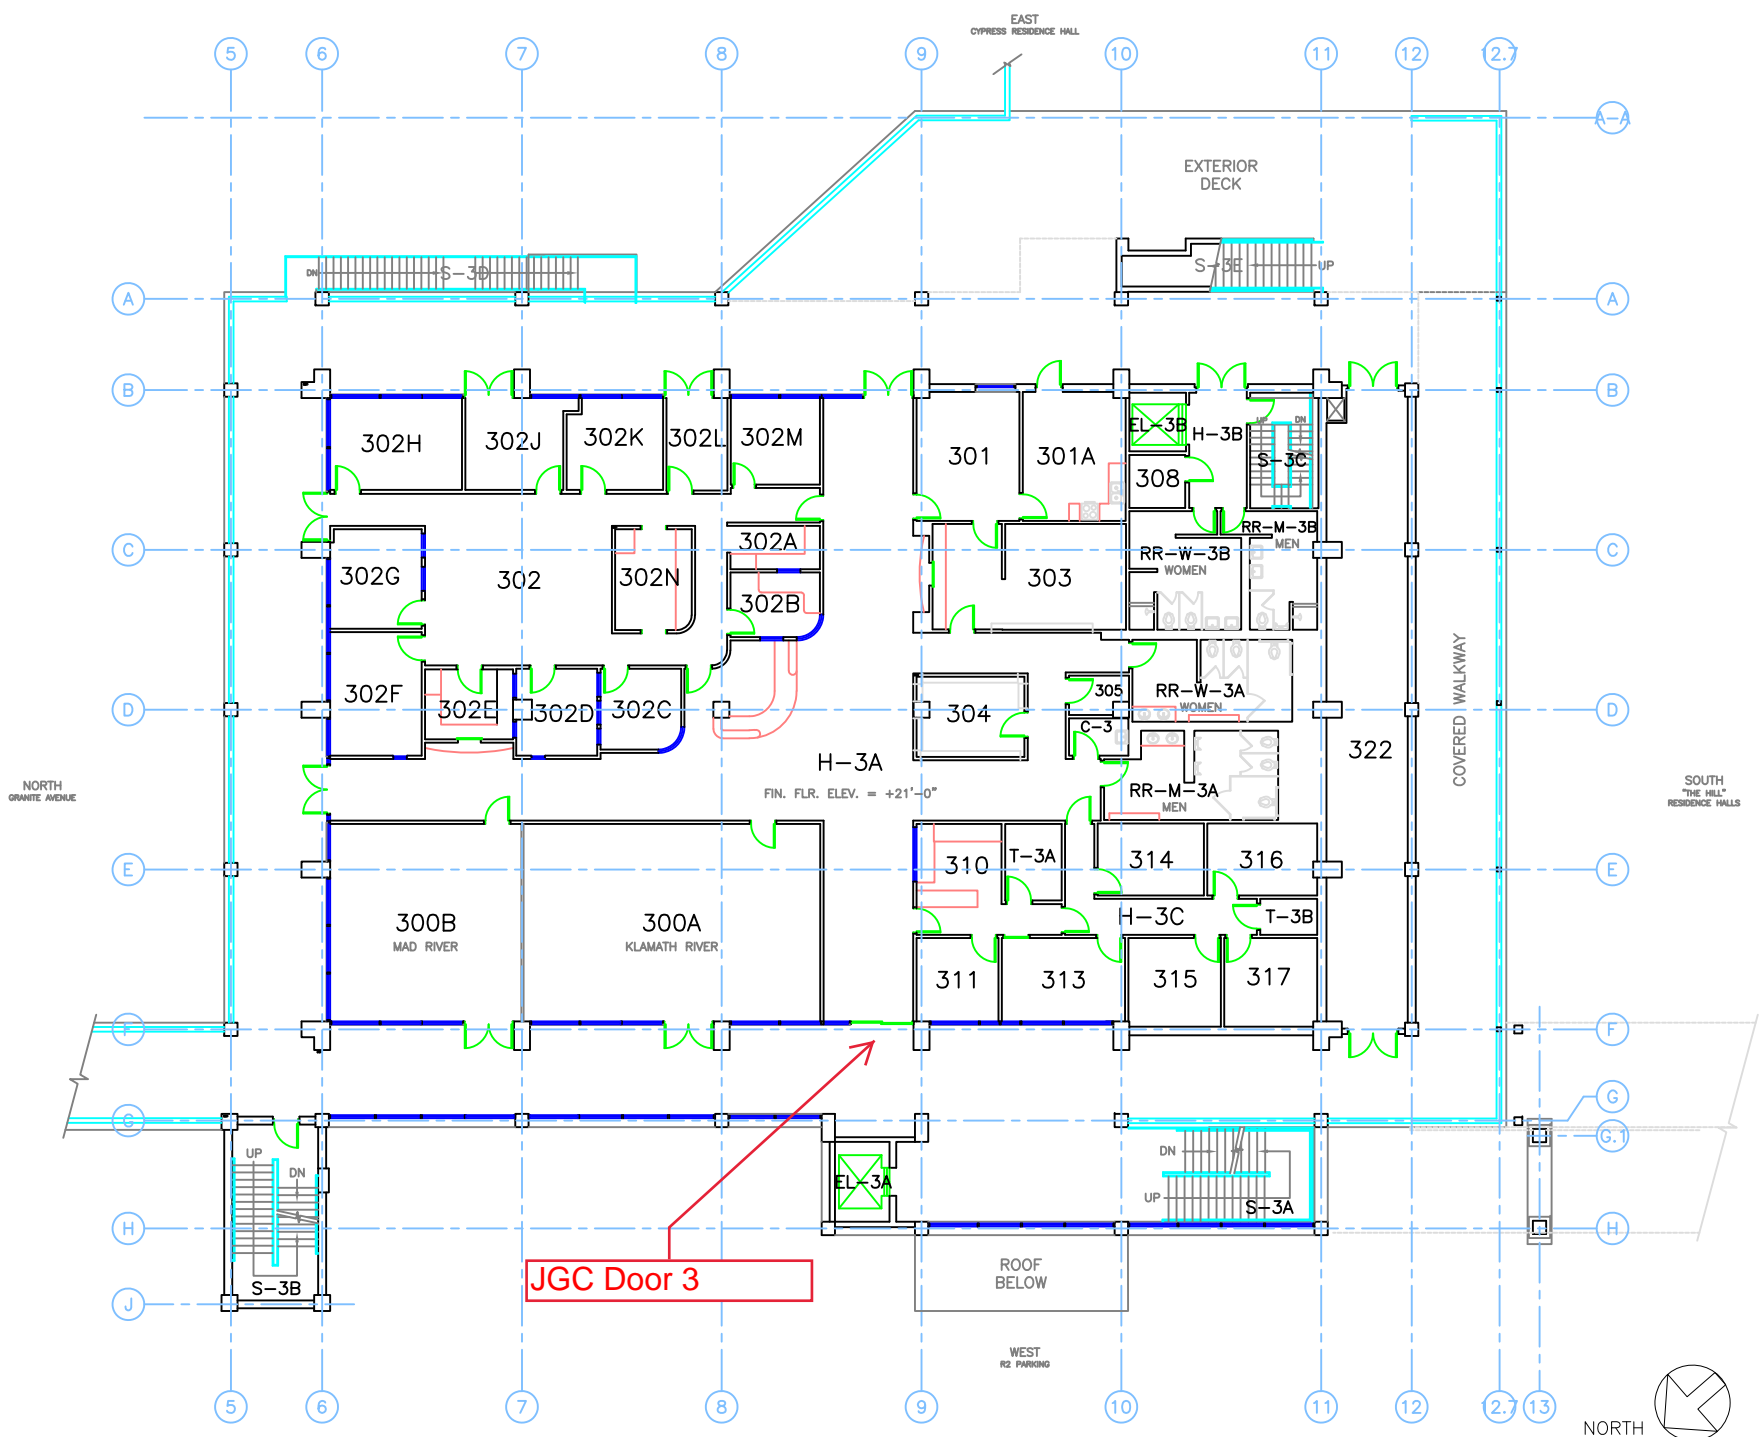 EAST
CYPRESS RESIDENCE HALL
5
6
7
8
9
10
11
12
12.7
A-A
EXTERIOR
DECK
DN
S-3D
S-3E
UP
A
A
B
B
302H
302J
302K
302L
302M
301
301A
EL-3B
H-3B
308
UP
DN
S-3C
C
C
302G
302
302N
302A
302B
303
RR-W-3B
WOMEN
RR-M-3B
MEN
COVERED WALKWAY
302F
302E
302D
302C
304
305
C-3
RR-W-3A
WOMEN
D
D
322
H-3A
FIN. FLR. ELEV. = +21'-0"
RR-M-3A
MEN
NORTH
GRANITE AVENUE
SOUTH
"THE HILL"
RESIDENCE HALLS
E
E
310
T-3A
314
316
300B
MAD RIVER
300A
KLAMATH RIVER
H-3C
T-3B
311
313
315
317
F
F
G
G
G.1
UP
DN
EL-3A
DN
UP
S-3A
H
H
S-3B
J
JGC Door 3
ROOF
BELOW
WEST
R2 PARKING
5
6
7
8
9
10
11
12
12.7
13
NORTH